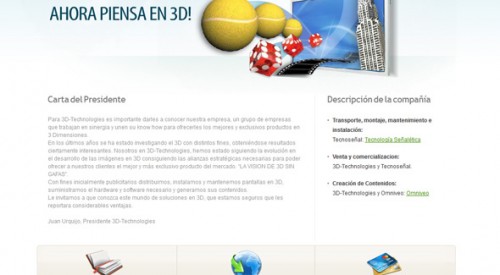 AHORA PIENSA EN 3D!
Carta del Presidente
Para 3D-Technologies es importante darles a conocer nuestra empresa, un grupo de empresas
que trabajan en sinergia y unen su know how para ofrecerles los mejores y exclusivos productos en
3 Dimensiones.
En los últimos años se ha estado investigando el 3D con distintos fines, obteniéndose resultados
ciertamente interesantes. Nosotros en 3D-Technologies, hemos estado siguiendo la evolución en
el desarrollo de las imágenes en 3D consiguiendo las alianzas estratégicas necesarias para poder
ofrecer a nuestros clientes el mejor y más exclusivo producto del mercado. "LA VISION DE 3D SIN
GAFAS".
Con fines inicialmente publicitarios distribuimos, instalamos y mantenemos pantallas en 3D,
suministramos el hardware y software necesario y generamos sus contenidos.
Le invitamos a que conozca este mundo de soluciones en 3D, que estamos seguros que les
reportará considerables ventajas.
Juan Urquijo, Presidente 3D-Technologies
Descripción de la compañía
• Transporte, montaje, mantenimiento e
instalación:
Tecnoseñal: Tecnología Señalética
• Venta y comercializacion:
3D-Technologies y Tecnoseñal.
• Creación de Contenidos:
3D-Technologies y Omniveo: Omniveo